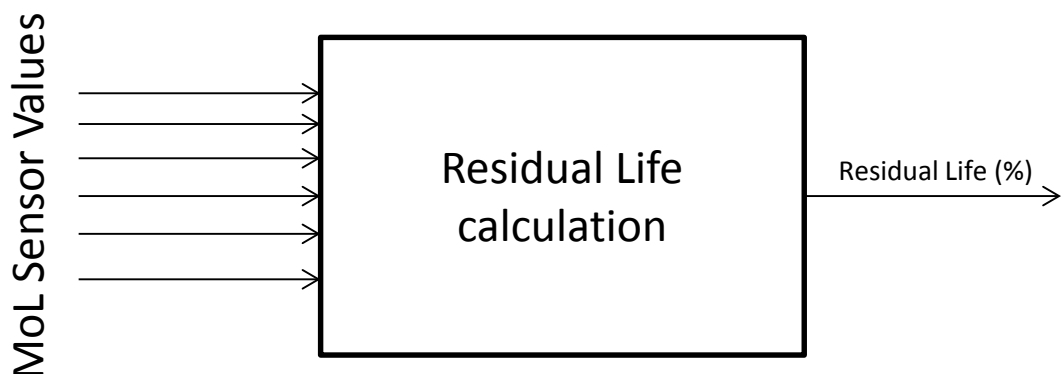 MoL Sensor Values
Residual Life
calculation
Residual Life (%)